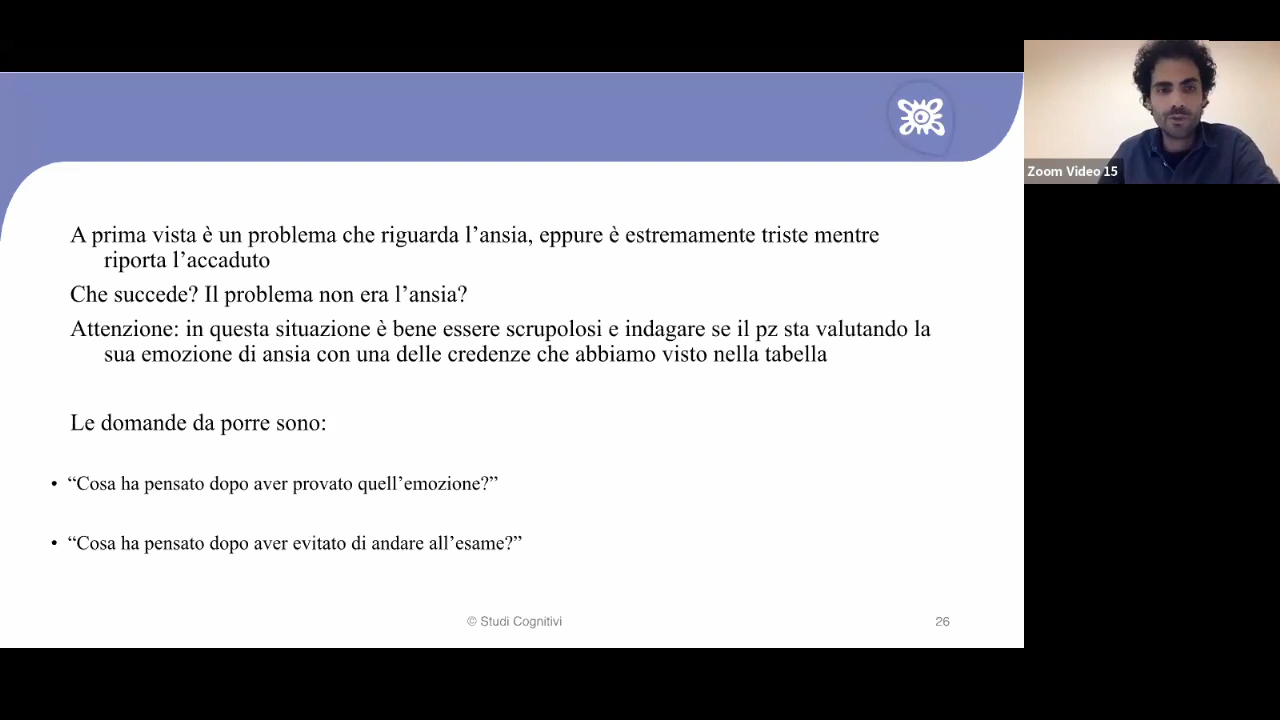 A prima vista è un problema che riguarda l’ansia, eppure è estremamente triste mentre
riporta l’accaduto
Che succede? Il problema non era l’ansia?
Attenzione: in questa situazione è bene essere scrupolosi e indagare se il pz sta valutando la
sua emozione di ansia con una delle credenze che abbiamo visto nella tabella
Le domande da porre sono:
• “Cosa ha pensato dopo aver provato quell’emozione?”
• “Cosa ha pensato dopo aver evitato di andare all’esame?”
© Studi Cognitivi
26
Zoom Video 15